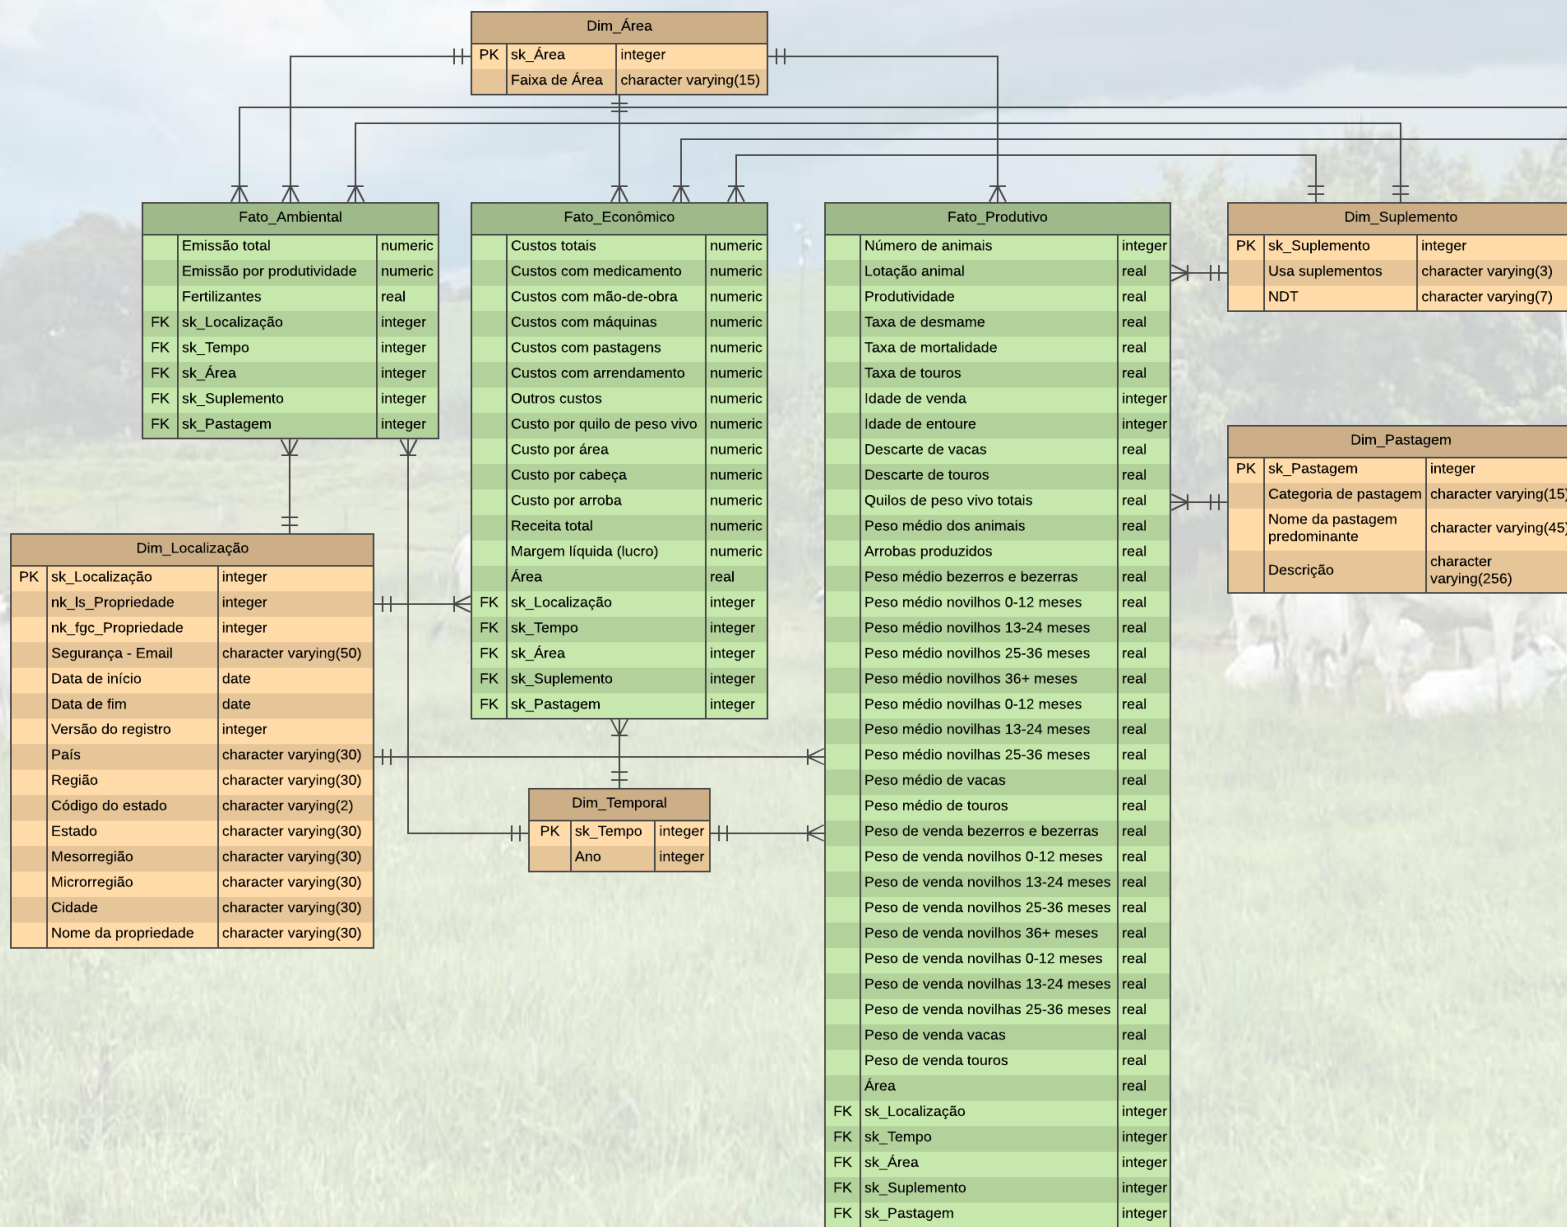 Dim_Área
PK sk_Área integer
Faixa de Área character varying(15)
Fato_Ambiental
Emissão total numeric
Emissão por produtividade numeric
Fertilizantes real
FK sk_Localização integer
FK sk_Tempo integer
FK sk_Área integer
FK sk_Suplemento integer
FK sk_Pastagem integer
Fato_Econômico
Custos totais numeric
Custos com medicamento numeric
Custos com mão-de-obra numeric
Custos com máquinas numeric
Custos com pastagens numeric
Custos com arrendamento numeric
Outros custos numeric
Custo por quilo de peso vivo numeric
Custo por área numeric
Custo por cabeça numeric
Custo por arroba numeric
Receita total numeric
Margem líquida (lucro) numeric
Área real
FK sk_Localização integer
FK sk_Tempo integer
FK sk_Área integer
FK sk_Suplemento integer
FK sk_Pastagem integer
Fato_Produtivo
Número de animais integer
Lotação animal real
Produtividade real
Taxa de desmame real
Taxa de mortalidade real
Taxa de touros real
Idade de venda integer
Idade de entoure integer
Descarte de vacas real
Descarte de touros real
Quilos de peso vivo totais real
Peso médio dos animais real
Arrobas produzidos real
Peso médio bezerros e bezerras real
Peso médio novilhos 0-12 meses real
Peso médio novilhos 13-24 meses real
Peso médio novilhos 25-36 meses real
Peso médio novilhos 36+ meses real
Peso médio novilhas 0-12 meses real
Peso médio novilhas 13-24 meses real
Peso médio novilhas 25-36 meses real
Peso médio de vacas real
Peso médio de touros real
Peso de venda bezerros e bezerras real
Peso de venda novilhos 0-12 meses real
Peso de venda novilhos 13-24 meses real
Peso de venda novilhos 25-36 meses real
Peso de venda novilhos 36+ meses real
Peso de venda novilhas 0-12 meses real
Peso de venda novilhas 13-24 meses real
Peso de venda novilhas 25-36 meses real
Peso de venda vacas real
Peso de venda touros real
Área real
FK sk_Localização integer
FK sk_Tempo integer
FK sk_Área integer
FK sk_Suplemento integer
FK sk_Pastagem integer
Dim_Suplemento
PK sk_Suplemento integer
Usa suplementos character varying(3)
NDT character varying(7)
Dim_Pastagem
PK sk_Pastagem integer
Categoria de pastagem character varying(15)
Nome da pastagem
predominante character varying(45)
Descrição character
varying(256)
Dim_Localização
PK sk_Localização integer
nk_ls_Propriedade integer
nk_fgc_Propriedade integer
Segurança - Email character varying(50)
Data de início date
Data de fim date
Versão do registro integer
País character varying(30)
Região character varying(30)
Código do estado character varying(2)
Estado character varying(30)
Mesorregião character varying(30)
Microrregião character varying(30)
Cidade character varying(30)
Nome da propriedade character varying(30)
Dim_Temporal
PK sk_Tempo integer
Ano integer